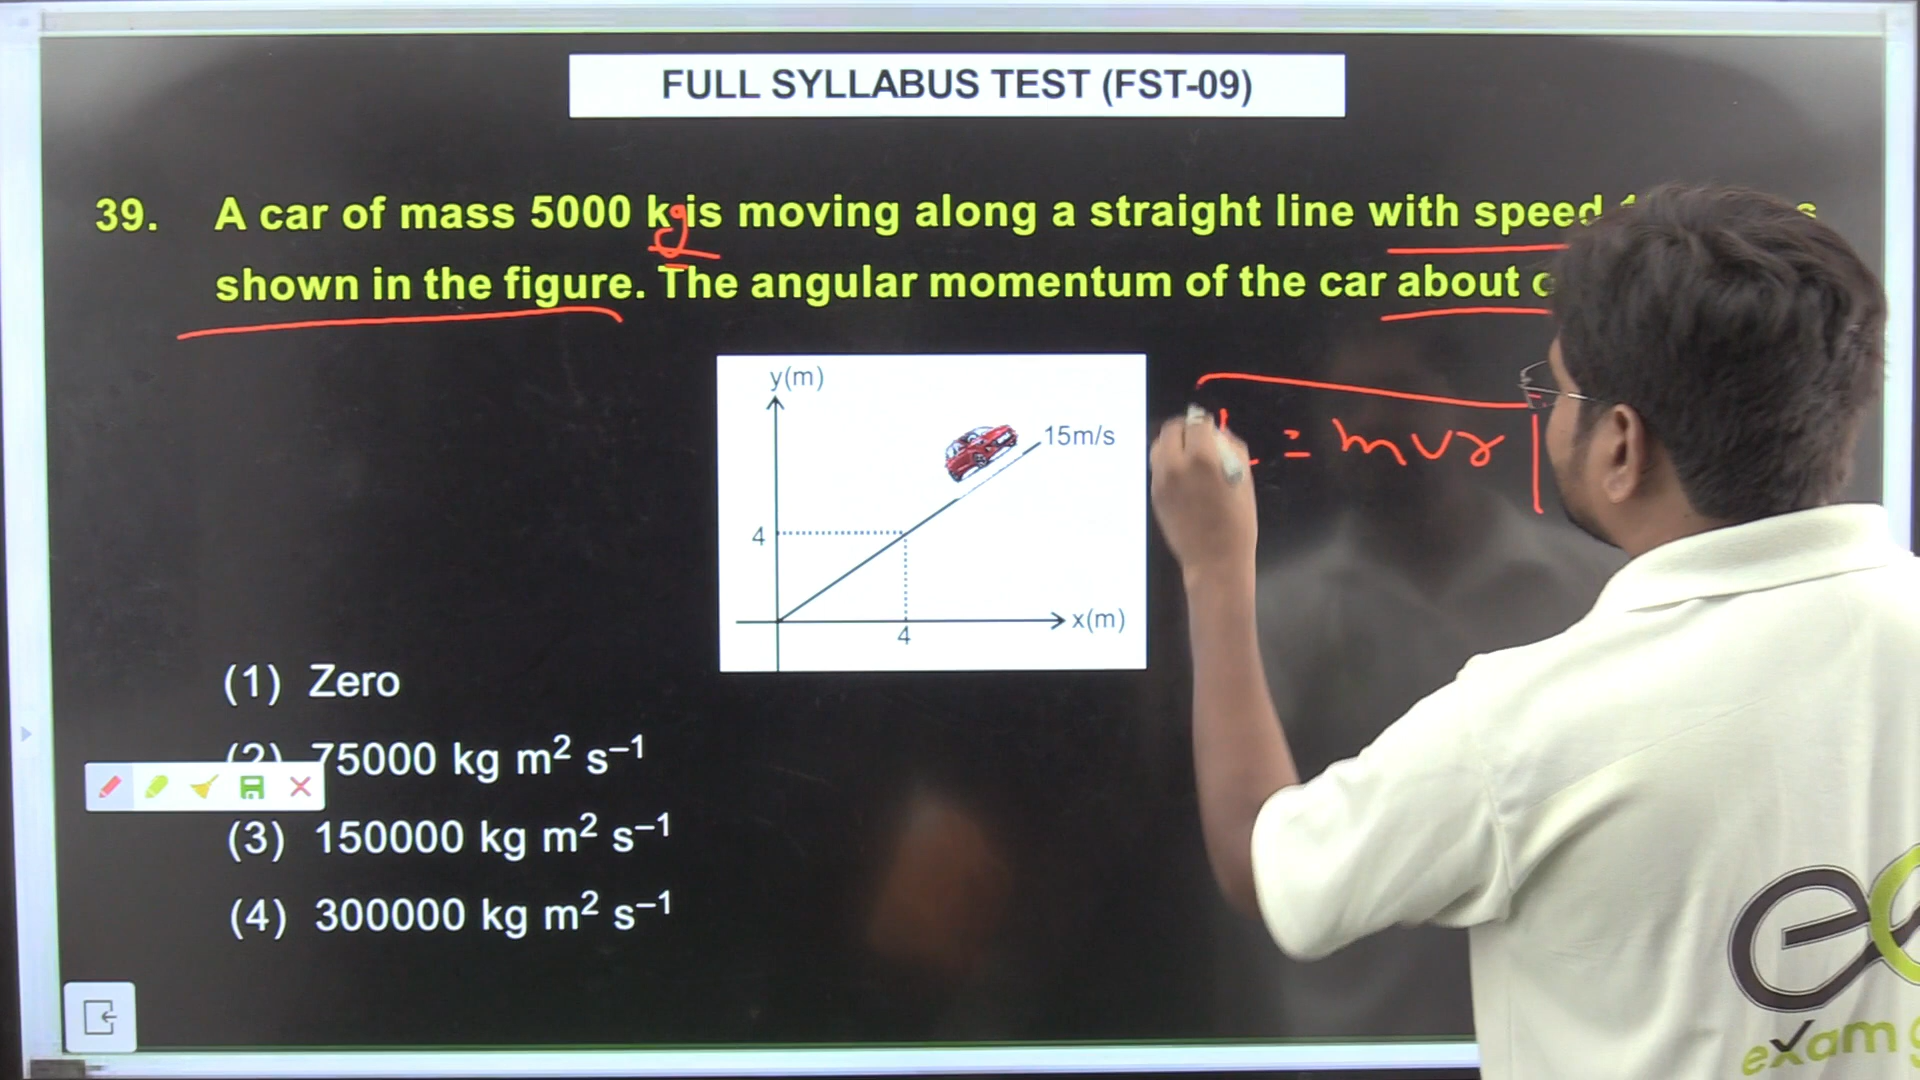 FULL SYLLABUS TEST (FST-09)
39. A car of mass 5000 kg is moving along a straight line with speed
shown in the figure. The angular momentum of the car about
y(m)
15m/s
= mvr
4
x(m)
4
(1) Zero
(2) 75000 kg m² s⁻¹
(3) 150000 kg m² s⁻¹
(4) 300000 kg m² s⁻¹
exam